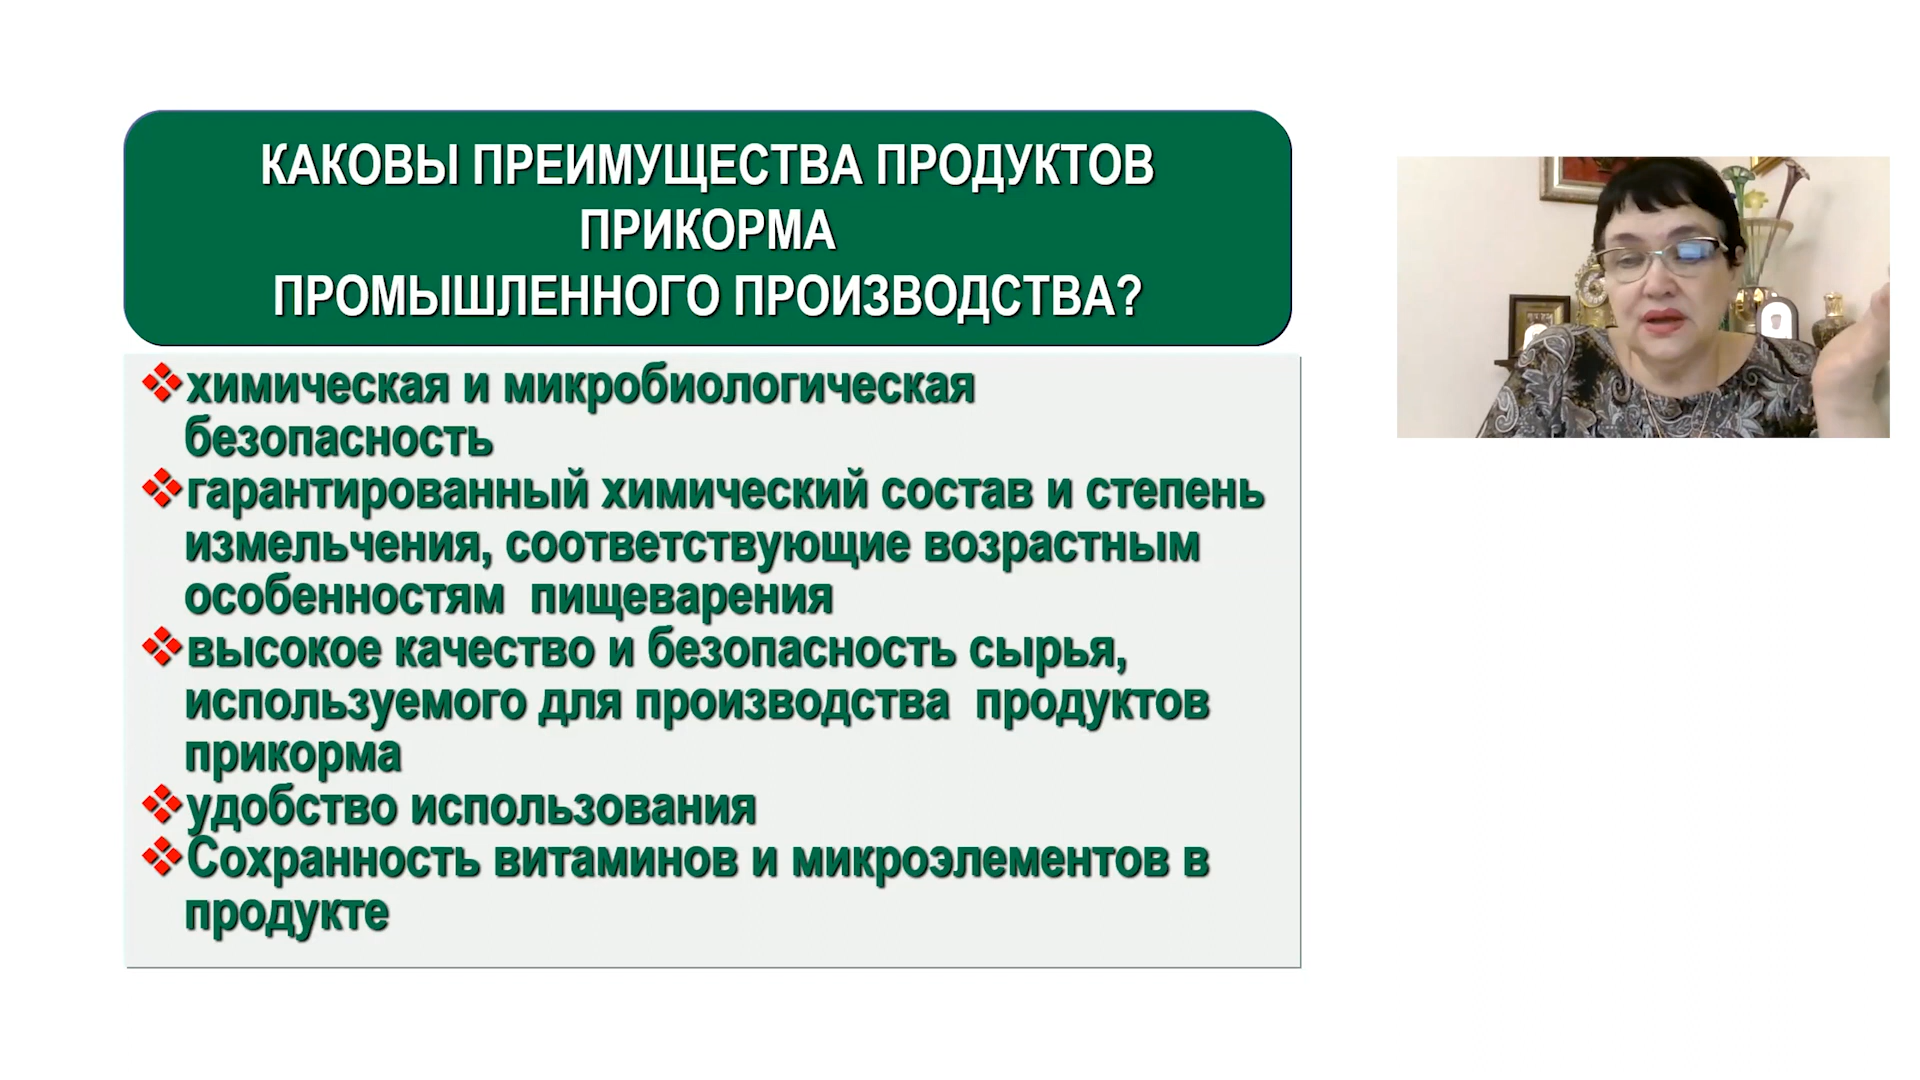 КАКОВЫ ПРЕИМУЩЕСТВА ПРОДУКТОВ
ПРИКОРМА
ПРОМЫШЛЕННОГО ПРОИЗВОДСТВА?
❖химическая и микробиологическая
безопасность
❖гарантированный химический состав и степень
измельчения, соответствующие возрастным
особенностям пищеварения
❖высокое качество и безопасность сырья,
используемого для производства продуктов
прикорма
❖удобство использования
❖Сохранность витаминов и микроэлементов в
продукте